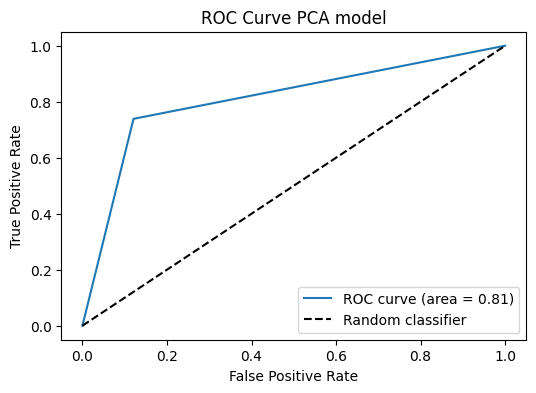 ROC Curve PCA model
1.0
0.8
0.6
0.4
0.2
0.0
True Positive Rate
ROC curve (area = 0.81)
Random classifier
0.0 0.2 0.4 0.6 0.8 1.0
False Positive Rate